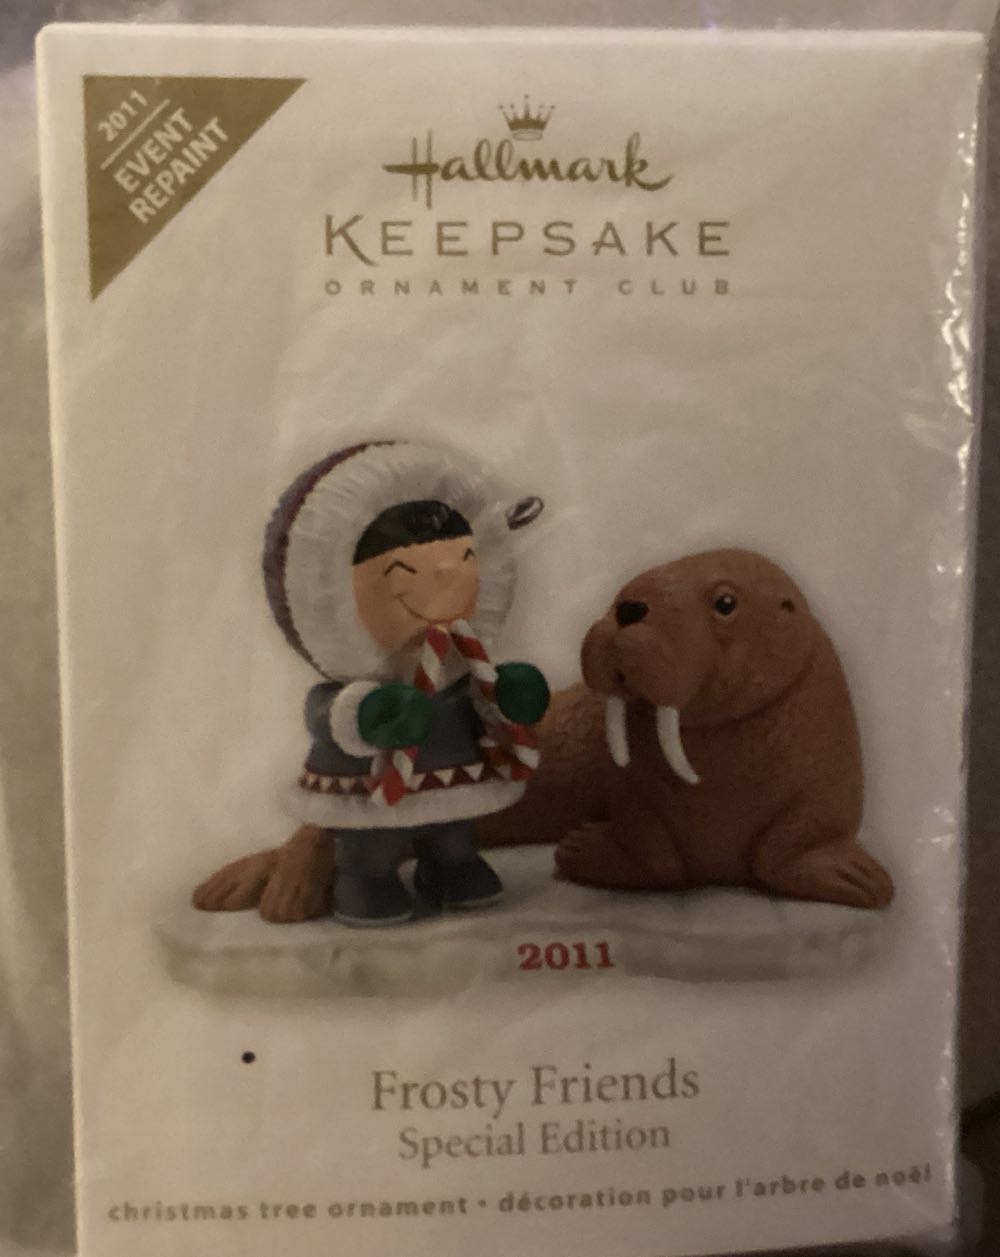 2011
EVENT
REPAINT
Hallmark
KEEPSAKE
ORNAMENT CLUB
2011
Frosty Friends
Special Edition
christmas tree ornament • décoration pour l'arbre de noël